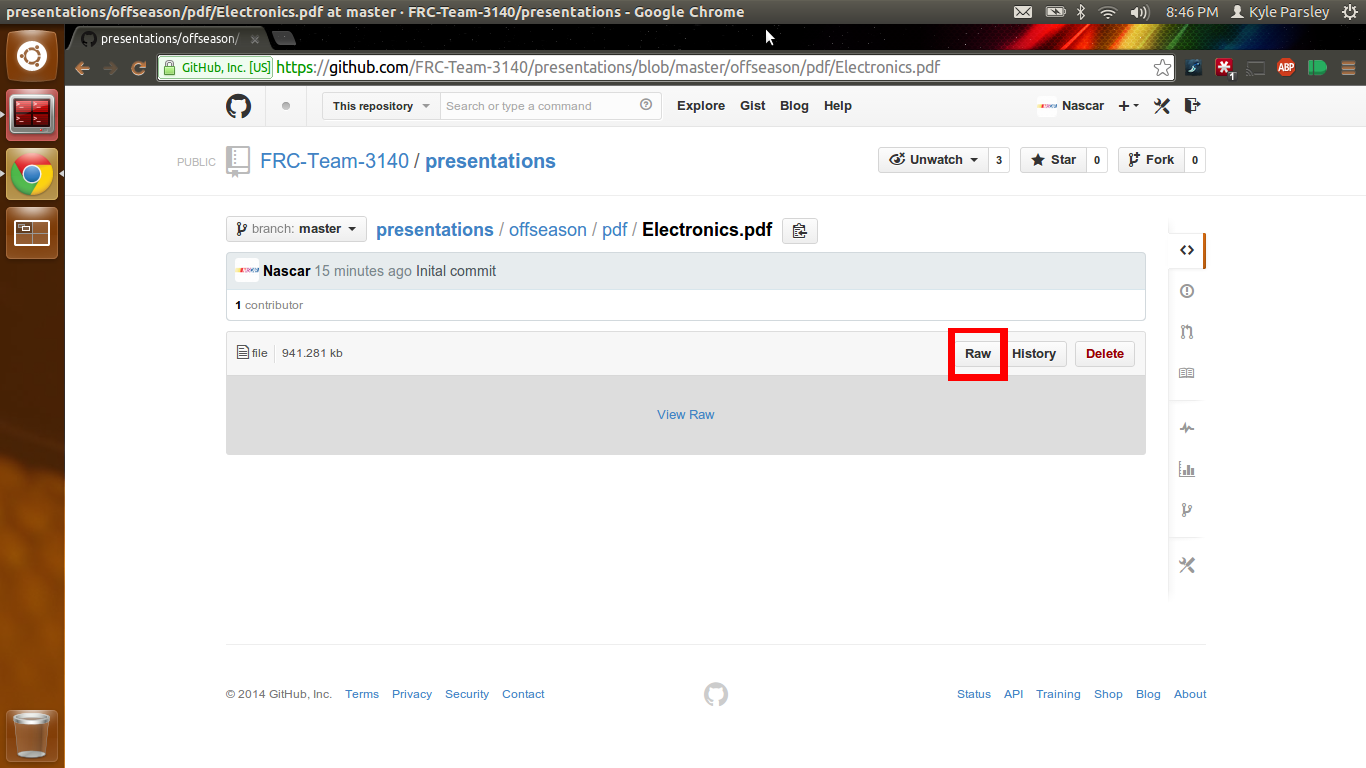 presentations/offseason/pdf/Electronics.pdf at master · FRC-Team-3140/presentations - Google Chrome
8:46 PM Kyle Parsley
presentations/offseason/
GitHub, Inc. [US] https://github.com/FRC-Team-3140/presentations/blob/master/offseason/pdf/Electronics.pdf
1 ABP
This repository Search or type a command Explore Gist Blog Help Nascar
PUBLIC FRC-Team-3140 / presentations Unwatch 3 Star 0 Fork 0
branch: master presentations / offseason / pdf / Electronics.pdf
Nascar 15 minutes ago Inital commit
1 contributor
file 941.281 kb Raw History Delete
View Raw
© 2014 GitHub, Inc. Terms Privacy Security Contact Status API Training Shop Blog About